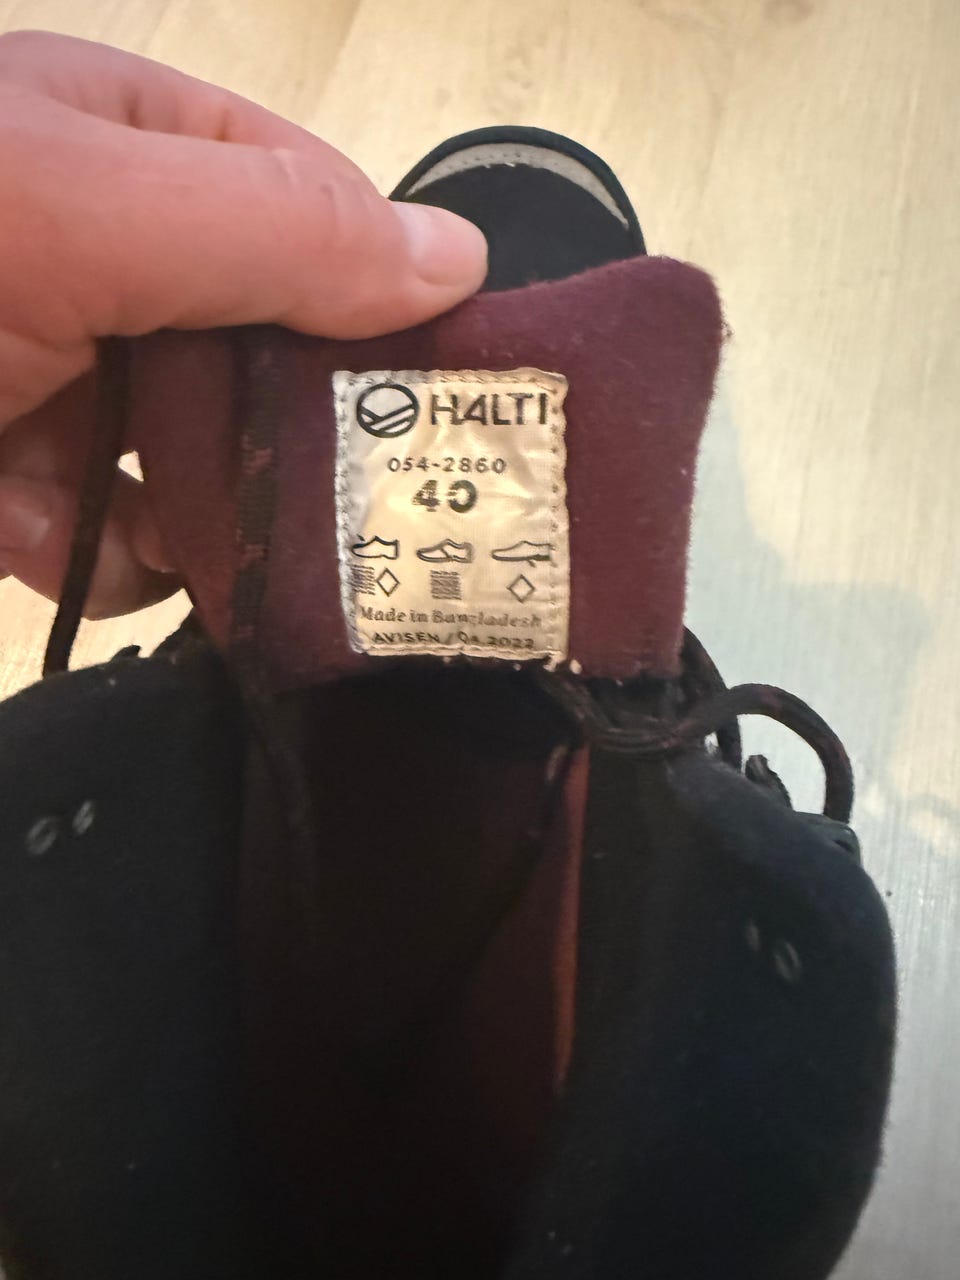 HALTI
054-2860
40
Made in Bangladesh
AVISEN / 04.2022